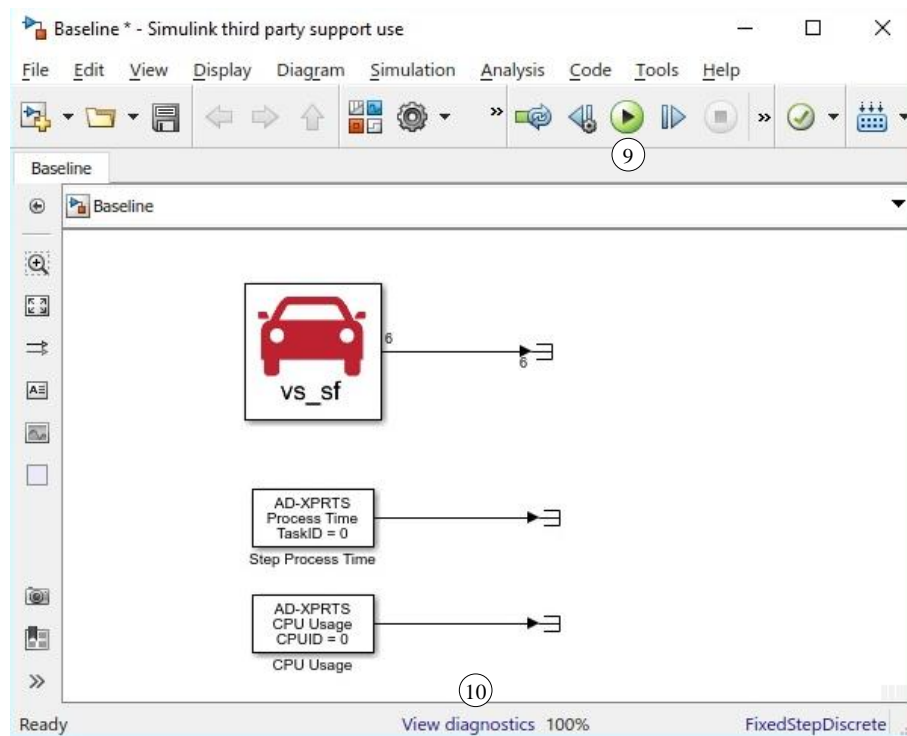 Baseline * - Simulink third party support use
File Edit View Display Diagram Simulation Analysis Code Tools Help
» »
9
Baseline
Baseline
6
6
vs_sf
AD-XPRTS
Process Time
TaskID = 0
Step Process Time
AD-XPRTS
CPU Usage
CPUID = 0
CPU Usage
»
10
Ready View diagnostics 100% FixedStepDiscrete